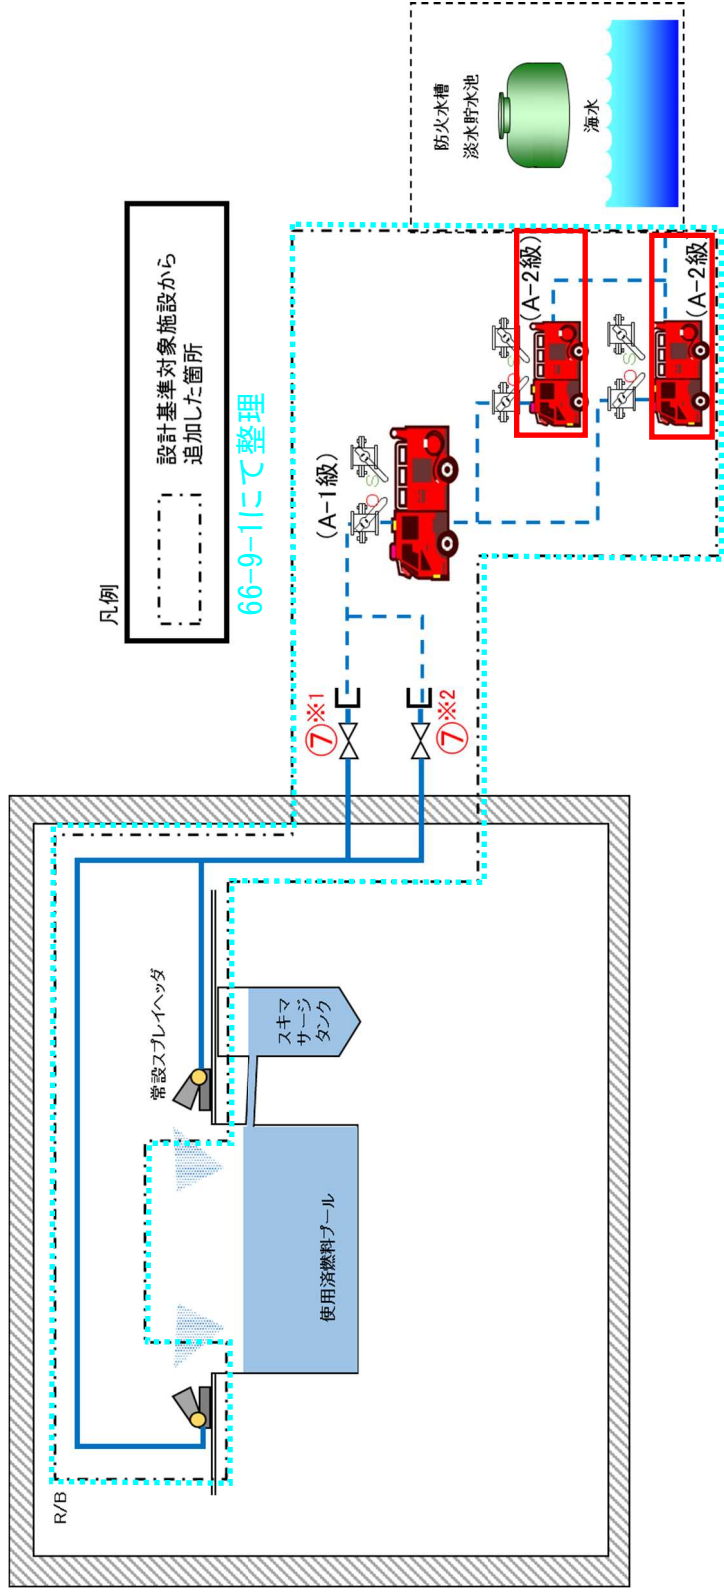 R/B
常設スプレイヘッダ
使用済燃料プール
スキマ
サージ
タンク
⑦※1
⑦※2
(A-1級)
(A-2級)
(A-2級)
O
S
O
S
O
S
凡例
設計基準対象施設から
追加した箇所
66-9-1にて整理
防火水槽
淡水貯水池
海水